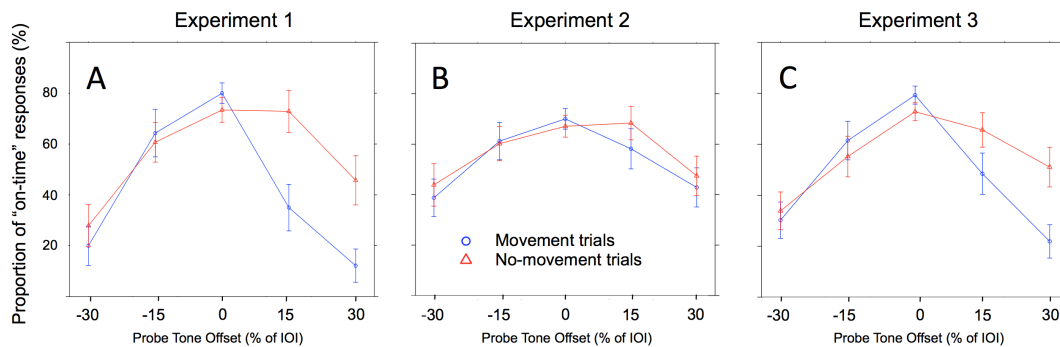 Experiment 1
Experiment 2
Experiment 3
Proportion of “on-time” responses (%)
80
60
40
20
A
B
C
Movement trials
No-movement trials
-30 -15 0 15 30
-30 -15 0 15 30
-30 -15 0 15 30
Probe Tone Offset (% of IOI)
Probe Tone Offset (% of IOI)
Probe Tone Offset (% of IOI)